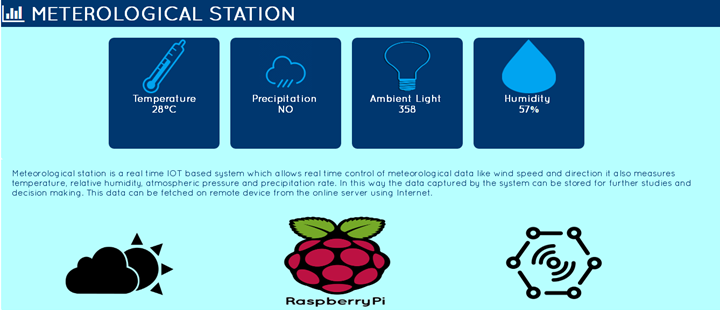 METEROLOGICAL STATION
Temperature
28°C
Precipitation
NO
Ambient Light
358
Humidity
57%
Meteorological station is a real time IOT based system which allows real time control of meteorological data like wind speed and direction it also measures
temperature, relative humidity, atmospheric pressure and precipitation rate. In this way the data captured by the system can be stored for further studies and
decision making. This data can be fetched on remote device from the online server using Internet.
RaspberryPi